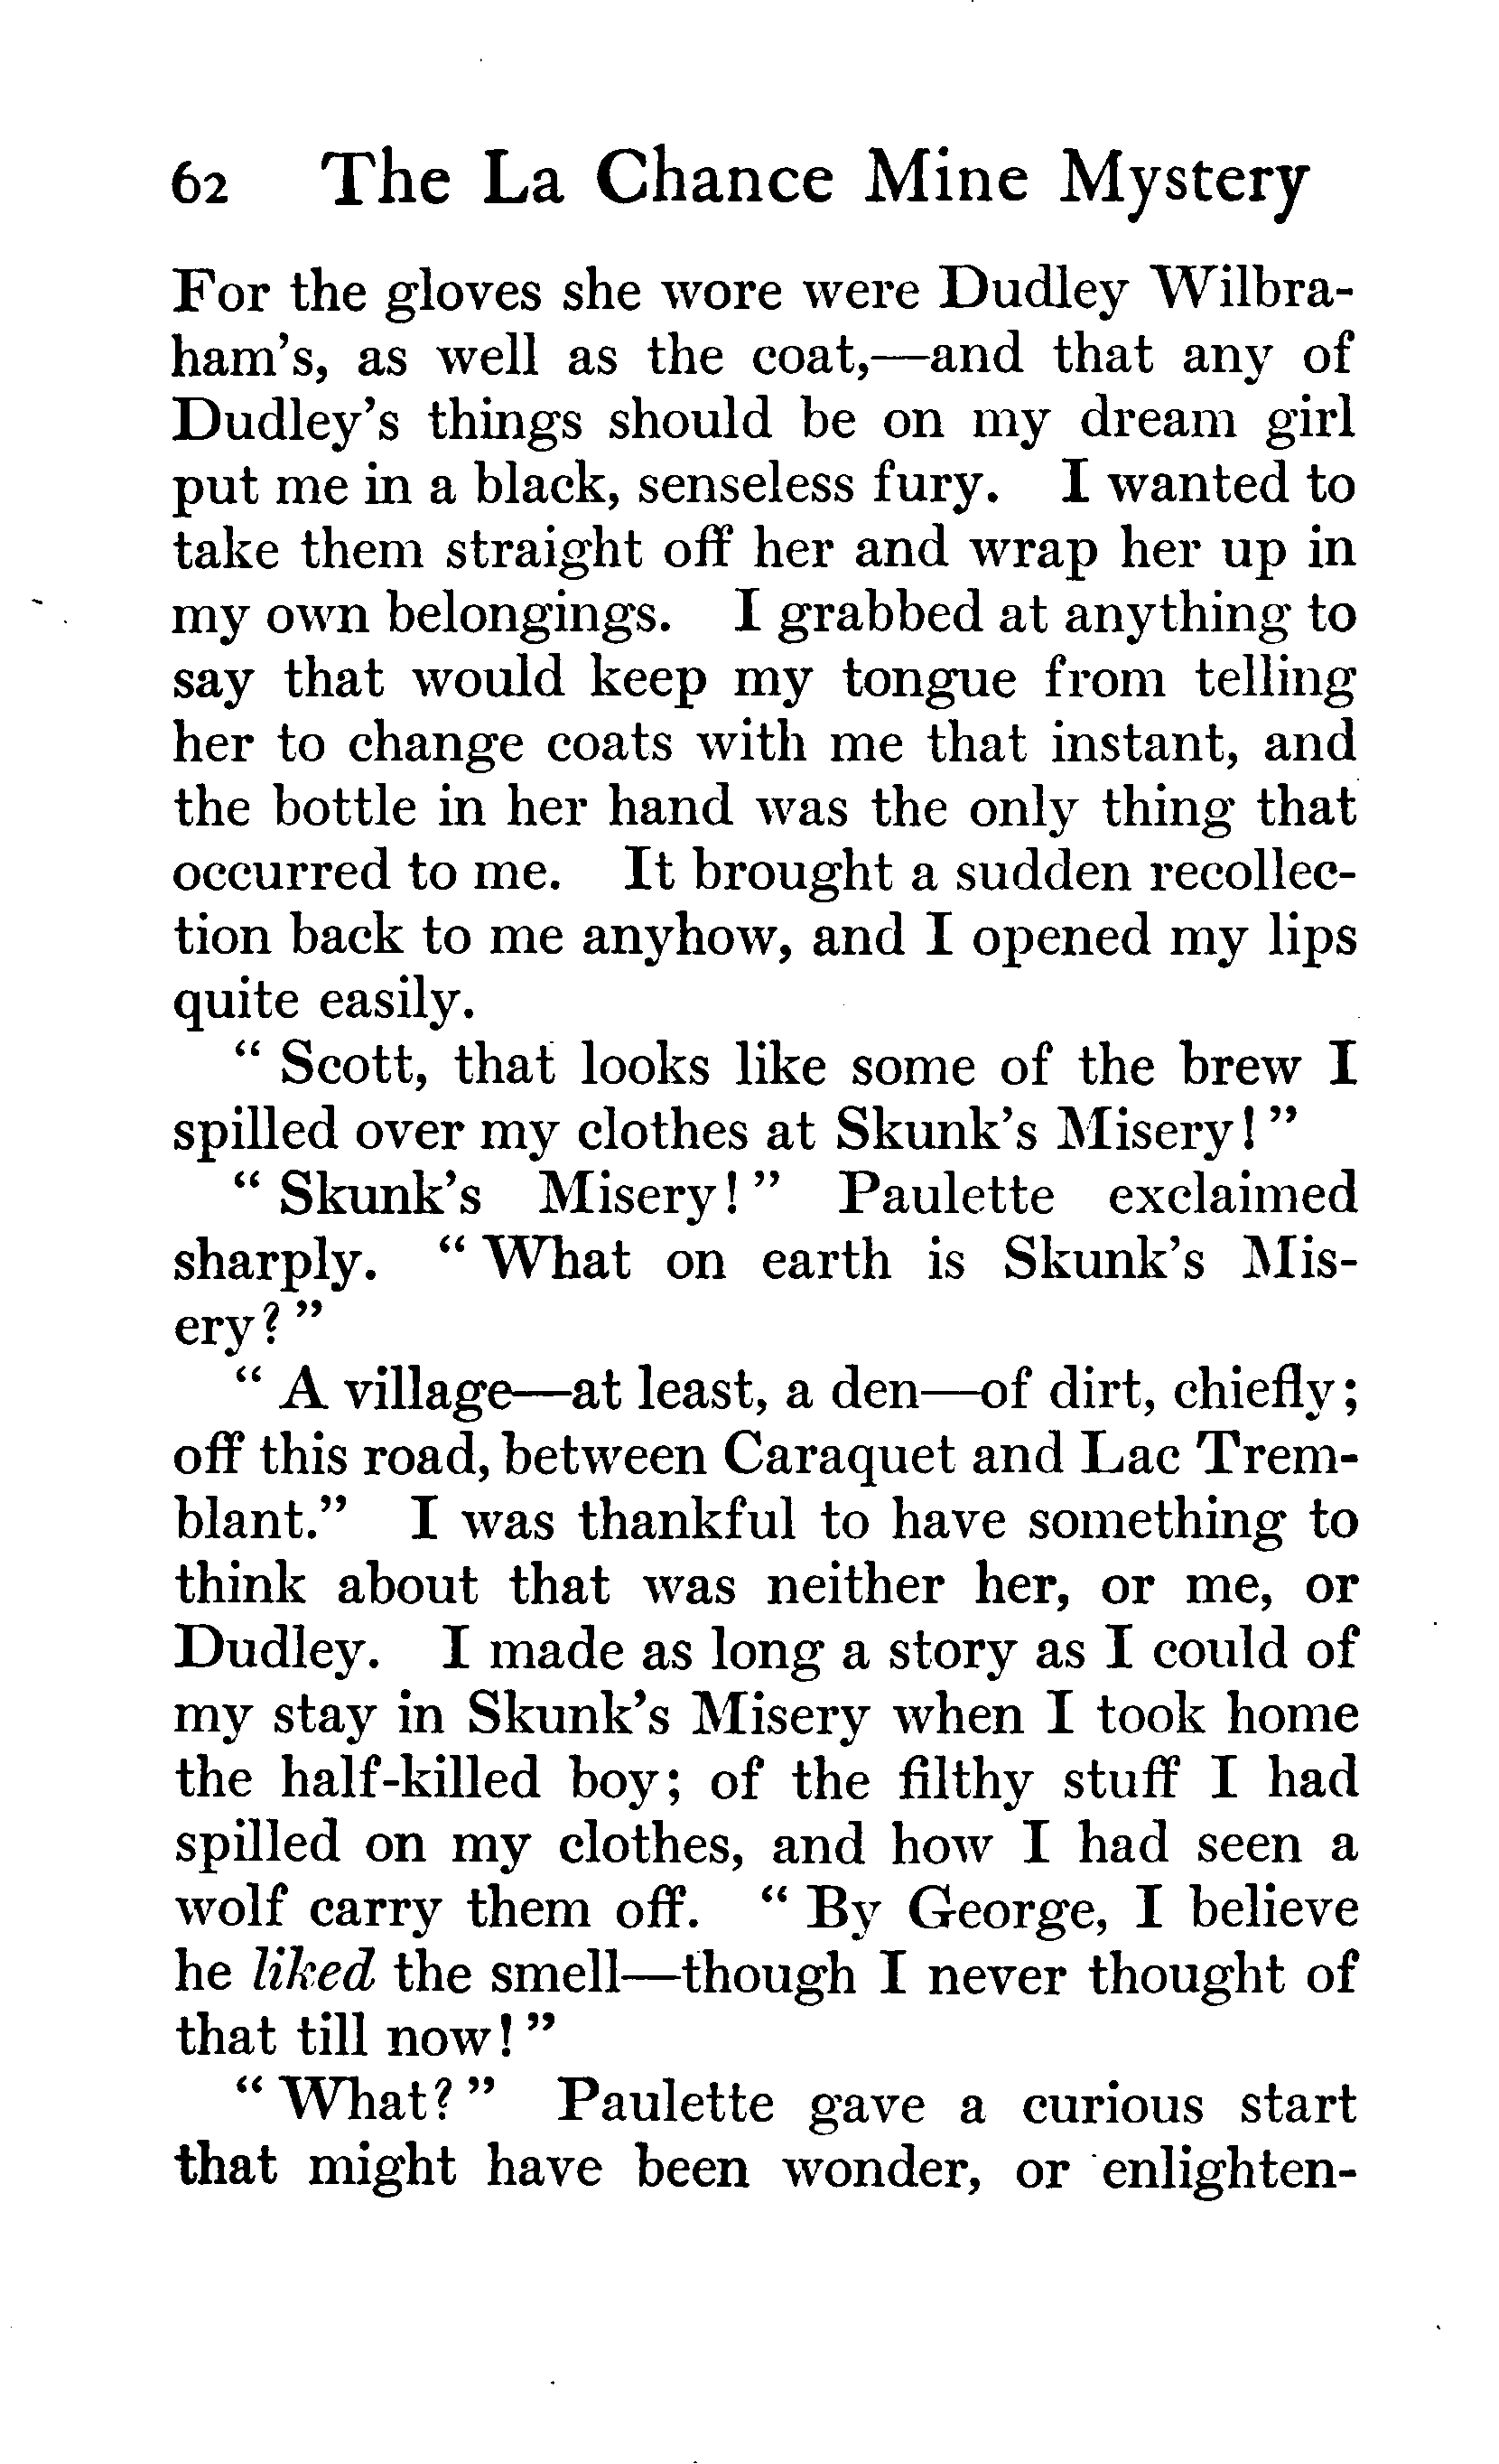 62 The La Chance Mine Mystery
For the gloves she wore were Dudley Wilbra-
ham's, as well as the coat,—and that any of
Dudley's things should be on my dream girl
put me in a black, senseless fury. I wanted to
take them straight off her and wrap her up in
my own belongings. I grabbed at anything to
say that would keep my tongue from telling
her to change coats with me that instant, and
the bottle in her hand was the only thing that
occurred to me. It brought a sudden recollec-
tion back to me anyhow, and I opened my lips
quite easily.
" Scott, that looks like some of the brew I
spilled over my clothes at Skunk's Misery! "
" Skunk's Misery! " Paulette exclaimed
sharply. " What on earth is Skunk's Mis-
ery? "
" A village—at least, a den—of dirt, chiefly;
off this road, between Caraquet and Lac Trem-
blant." I was thankful to have something to
think about that was neither her, or me, or
Dudley. I made as long a story as I could of
my stay in Skunk's Misery when I took home
the half-killed boy; of the filthy stuff I had
spilled on my clothes, and how I had seen a
wolf carry them off. " By George, I believe
he liked the smell—though I never thought of
that till now! "
" What? " Paulette gave a curious start
that might have been wonder, or enlighten-